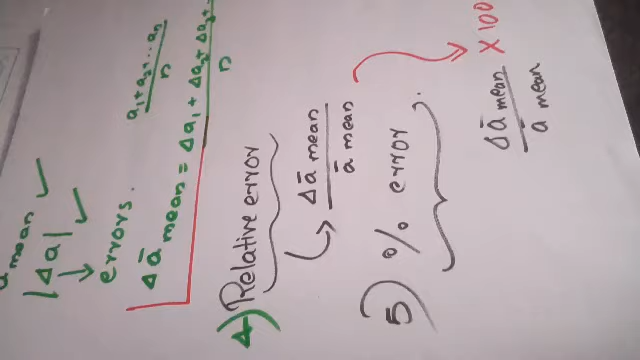 a mean
|Δa| ✓
↓
errors.
a₁+a₂+...aₙ / n
Δā mean = Δa₁ + Δa₂ + Δa₃ + / n
4) Relative error
↳ Δā mean / ā mean
5) % error,
Δā mean / ā mean × 100